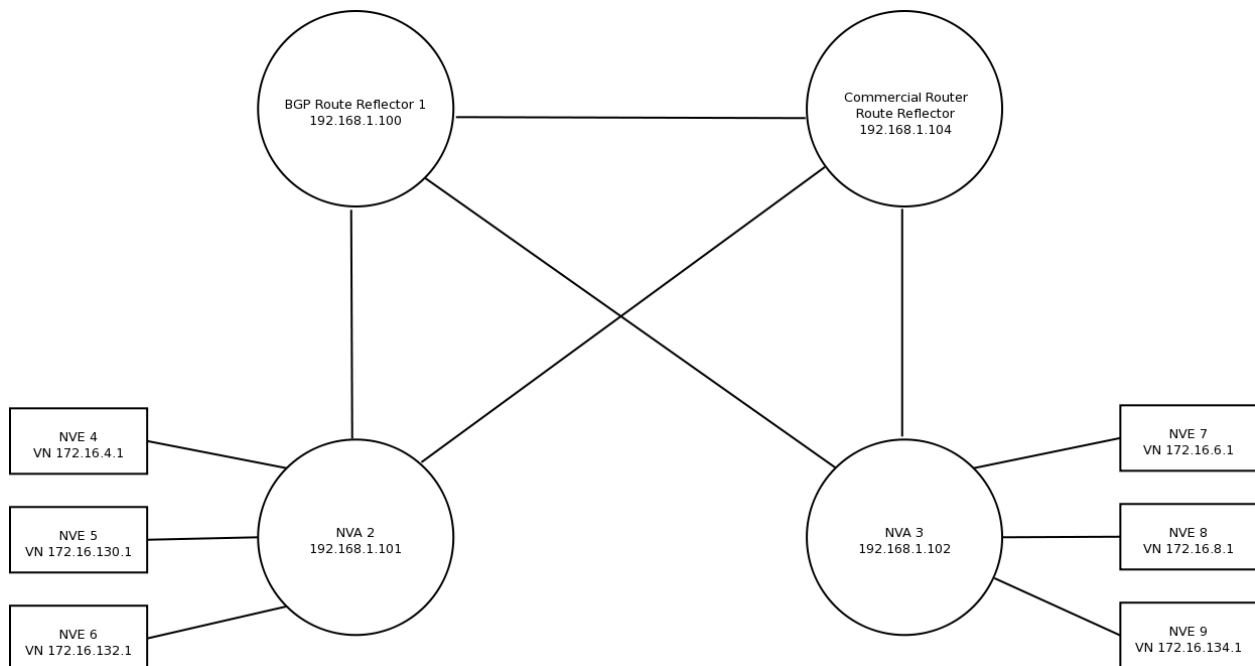 BGP Route Reflector 1
192.168.1.100
Commercial Router
Route Reflector
192.168.1.104
NVE 4
VN 172.16.4.1
NVE 5
VN 172.16.130.1
NVE 6
VN 172.16.132.1
NVA 2
192.168.1.101
NVA 3
192.168.1.102
NVE 7
VN 172.16.6.1
NVE 8
VN 172.16.8.1
NVE 9
VN 172.16.134.1